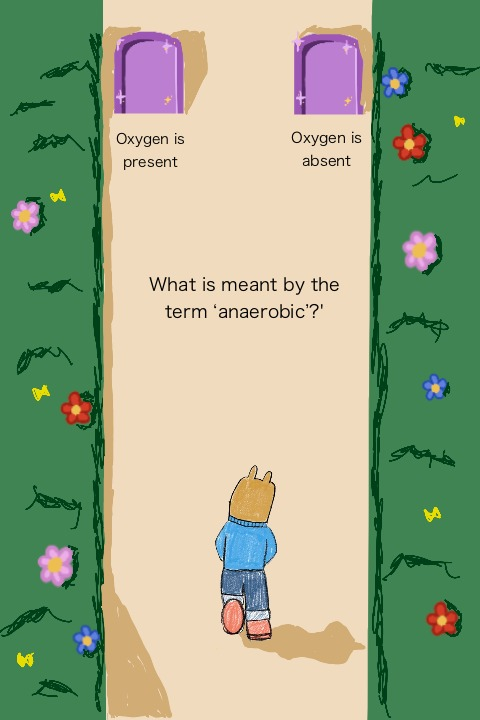 Oxygen is
present
Oxygen is
absent
What is meant by the
term ‘anaerobic’?'